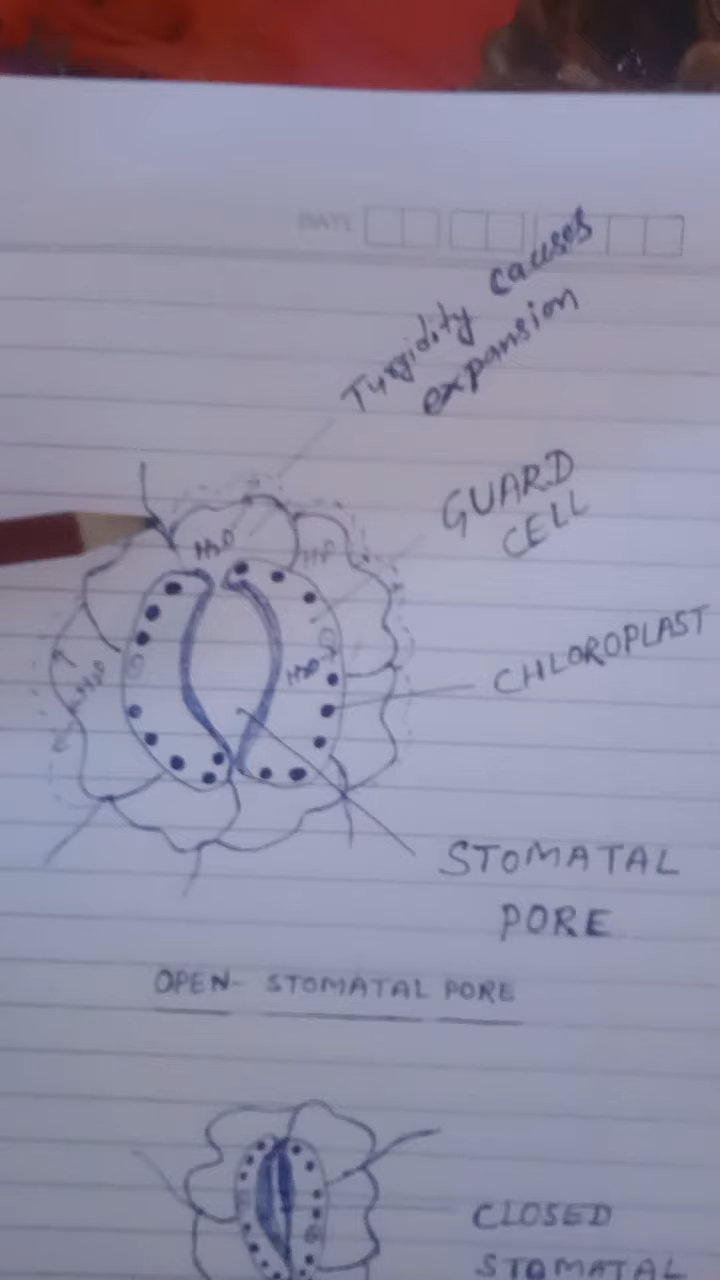 DATE
Turgidity causes
expansion
GUARD
CELL
H₂O
H₂O
H₂O
H₂O
CHLOROPLAST
STOMATAL
PORE
OPEN- STOMATAL PORE
CLOSED
STOMATAL